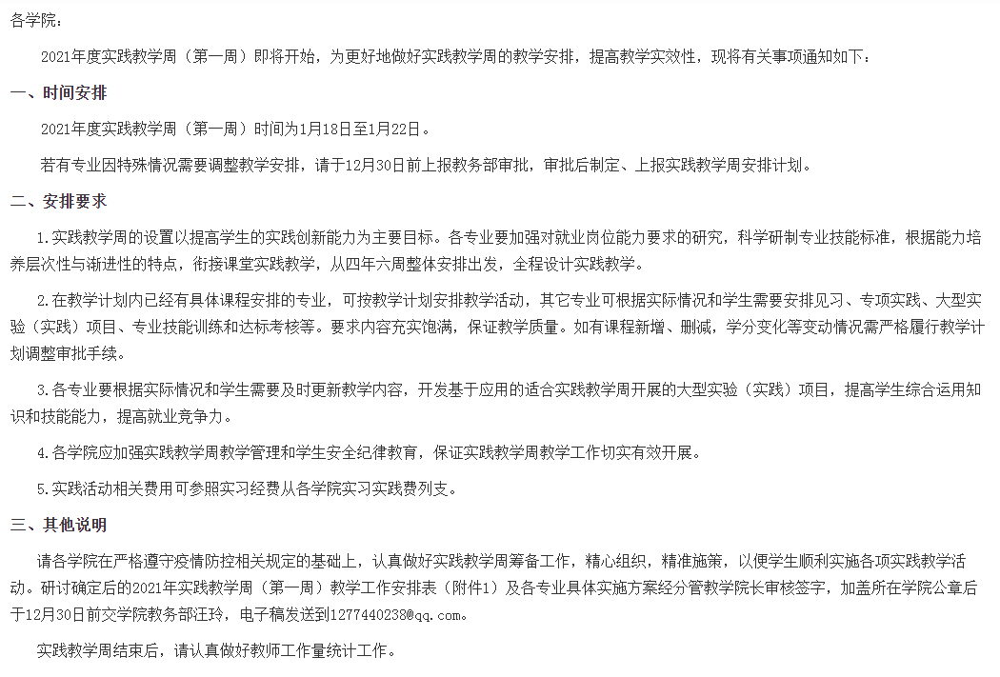 各学院：
2021年度实践教学周（第一周）即将开始，为更好地做好实践教学周的教学安排，提高教学实效性，现将有关事项通知如下：
一、时间安排
2021年度实践教学周（第一周）时间为1月18日至1月22日。
若有专业因特殊情况需要调整教学安排，请于12月30日前上报教务部审批，审批后制定、上报实践教学周安排计划。
二、安排要求
1.实践教学周的设置以提高学生的实践创新能力为主要目标。各专业要加强对就业岗位能力要求的研究，科学研制专业技能标准，根据能力培
养层次性与渐进性的特点，衔接课堂实践教学，从四年六周整体安排出发，全程设计实践教学。
2.在教学计划内已经有具体课程安排的专业，可按教学计划安排教学活动，其它专业可根据实际情况和学生需要安排见习、专项实践、大型实
验（实践）项目、专业技能训练和达标考核等。要求内容充实饱满，保证教学质量。如有课程新增、删减，学分变化等变动情况需严格履行教学计
划调整审批手续。
3.各专业要根据实际情况和学生需要及时更新教学内容，开发基于应用的适合实践教学周开展的大型实验（实践）项目，提高学生综合运用知
识和技能能力，提高就业竞争力。
4.各学院应加强实践教学周教学管理和学生安全纪律教育，保证实践教学周教学工作切实有效开展。
5.实践活动相关费用可参照实习经费从各学院实习实践费列支。
三、其他说明
请各学院在严格遵守疫情防控相关规定的基础上，认真做好实践教学周筹备工作，精心组织，精准施策，以便学生顺利实施各项实践教学活
动。研讨确定后的2021年实践教学周（第一周）教学工作安排表（附件1）及各专业具体实施方案经分管教学院长审核签字，加盖所在学院公章后
于12月30日前交学院教务部汪玲，电子稿发送到1277440238@qq.com。
实践教学周结束后，请认真做好教师工作量统计工作。